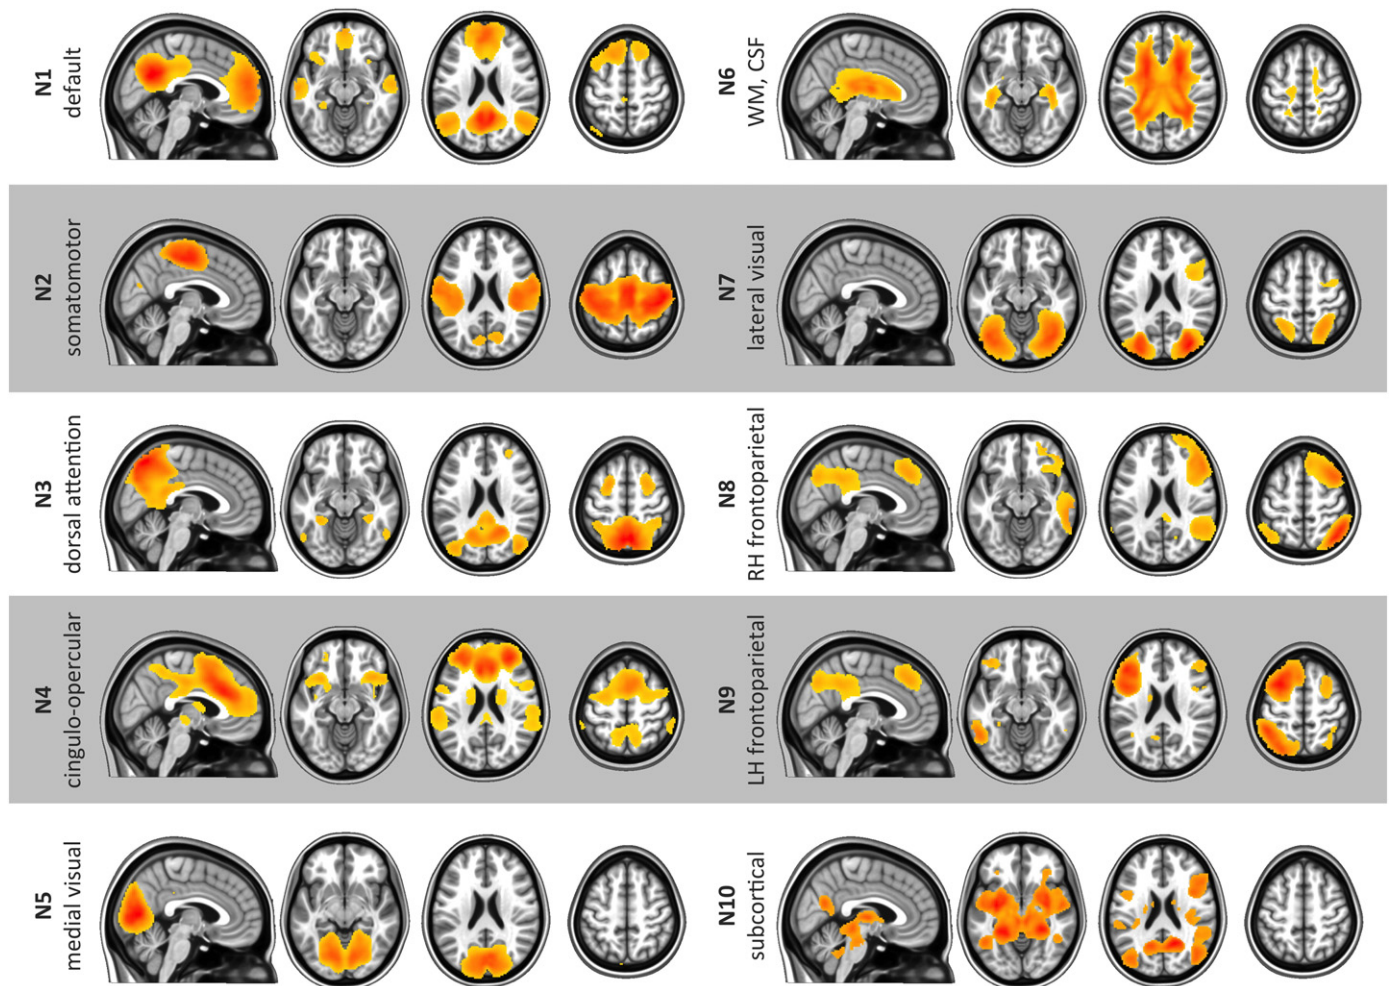 N1
default
N2
somatomotor
N3
dorsal attention
N4
cingulo-opercular
N5
medial visual
N6
WM, CSF
N7
lateral visual
N8
RH frontoparietal
N9
LH frontoparietal
N10
subcortical